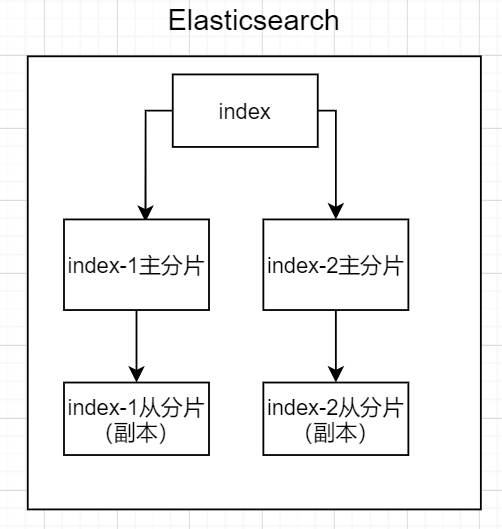 Elasticsearch
index
index-1主分片
index-2主分片
index-1从分片
（副本）
index-2从分片
（副本）